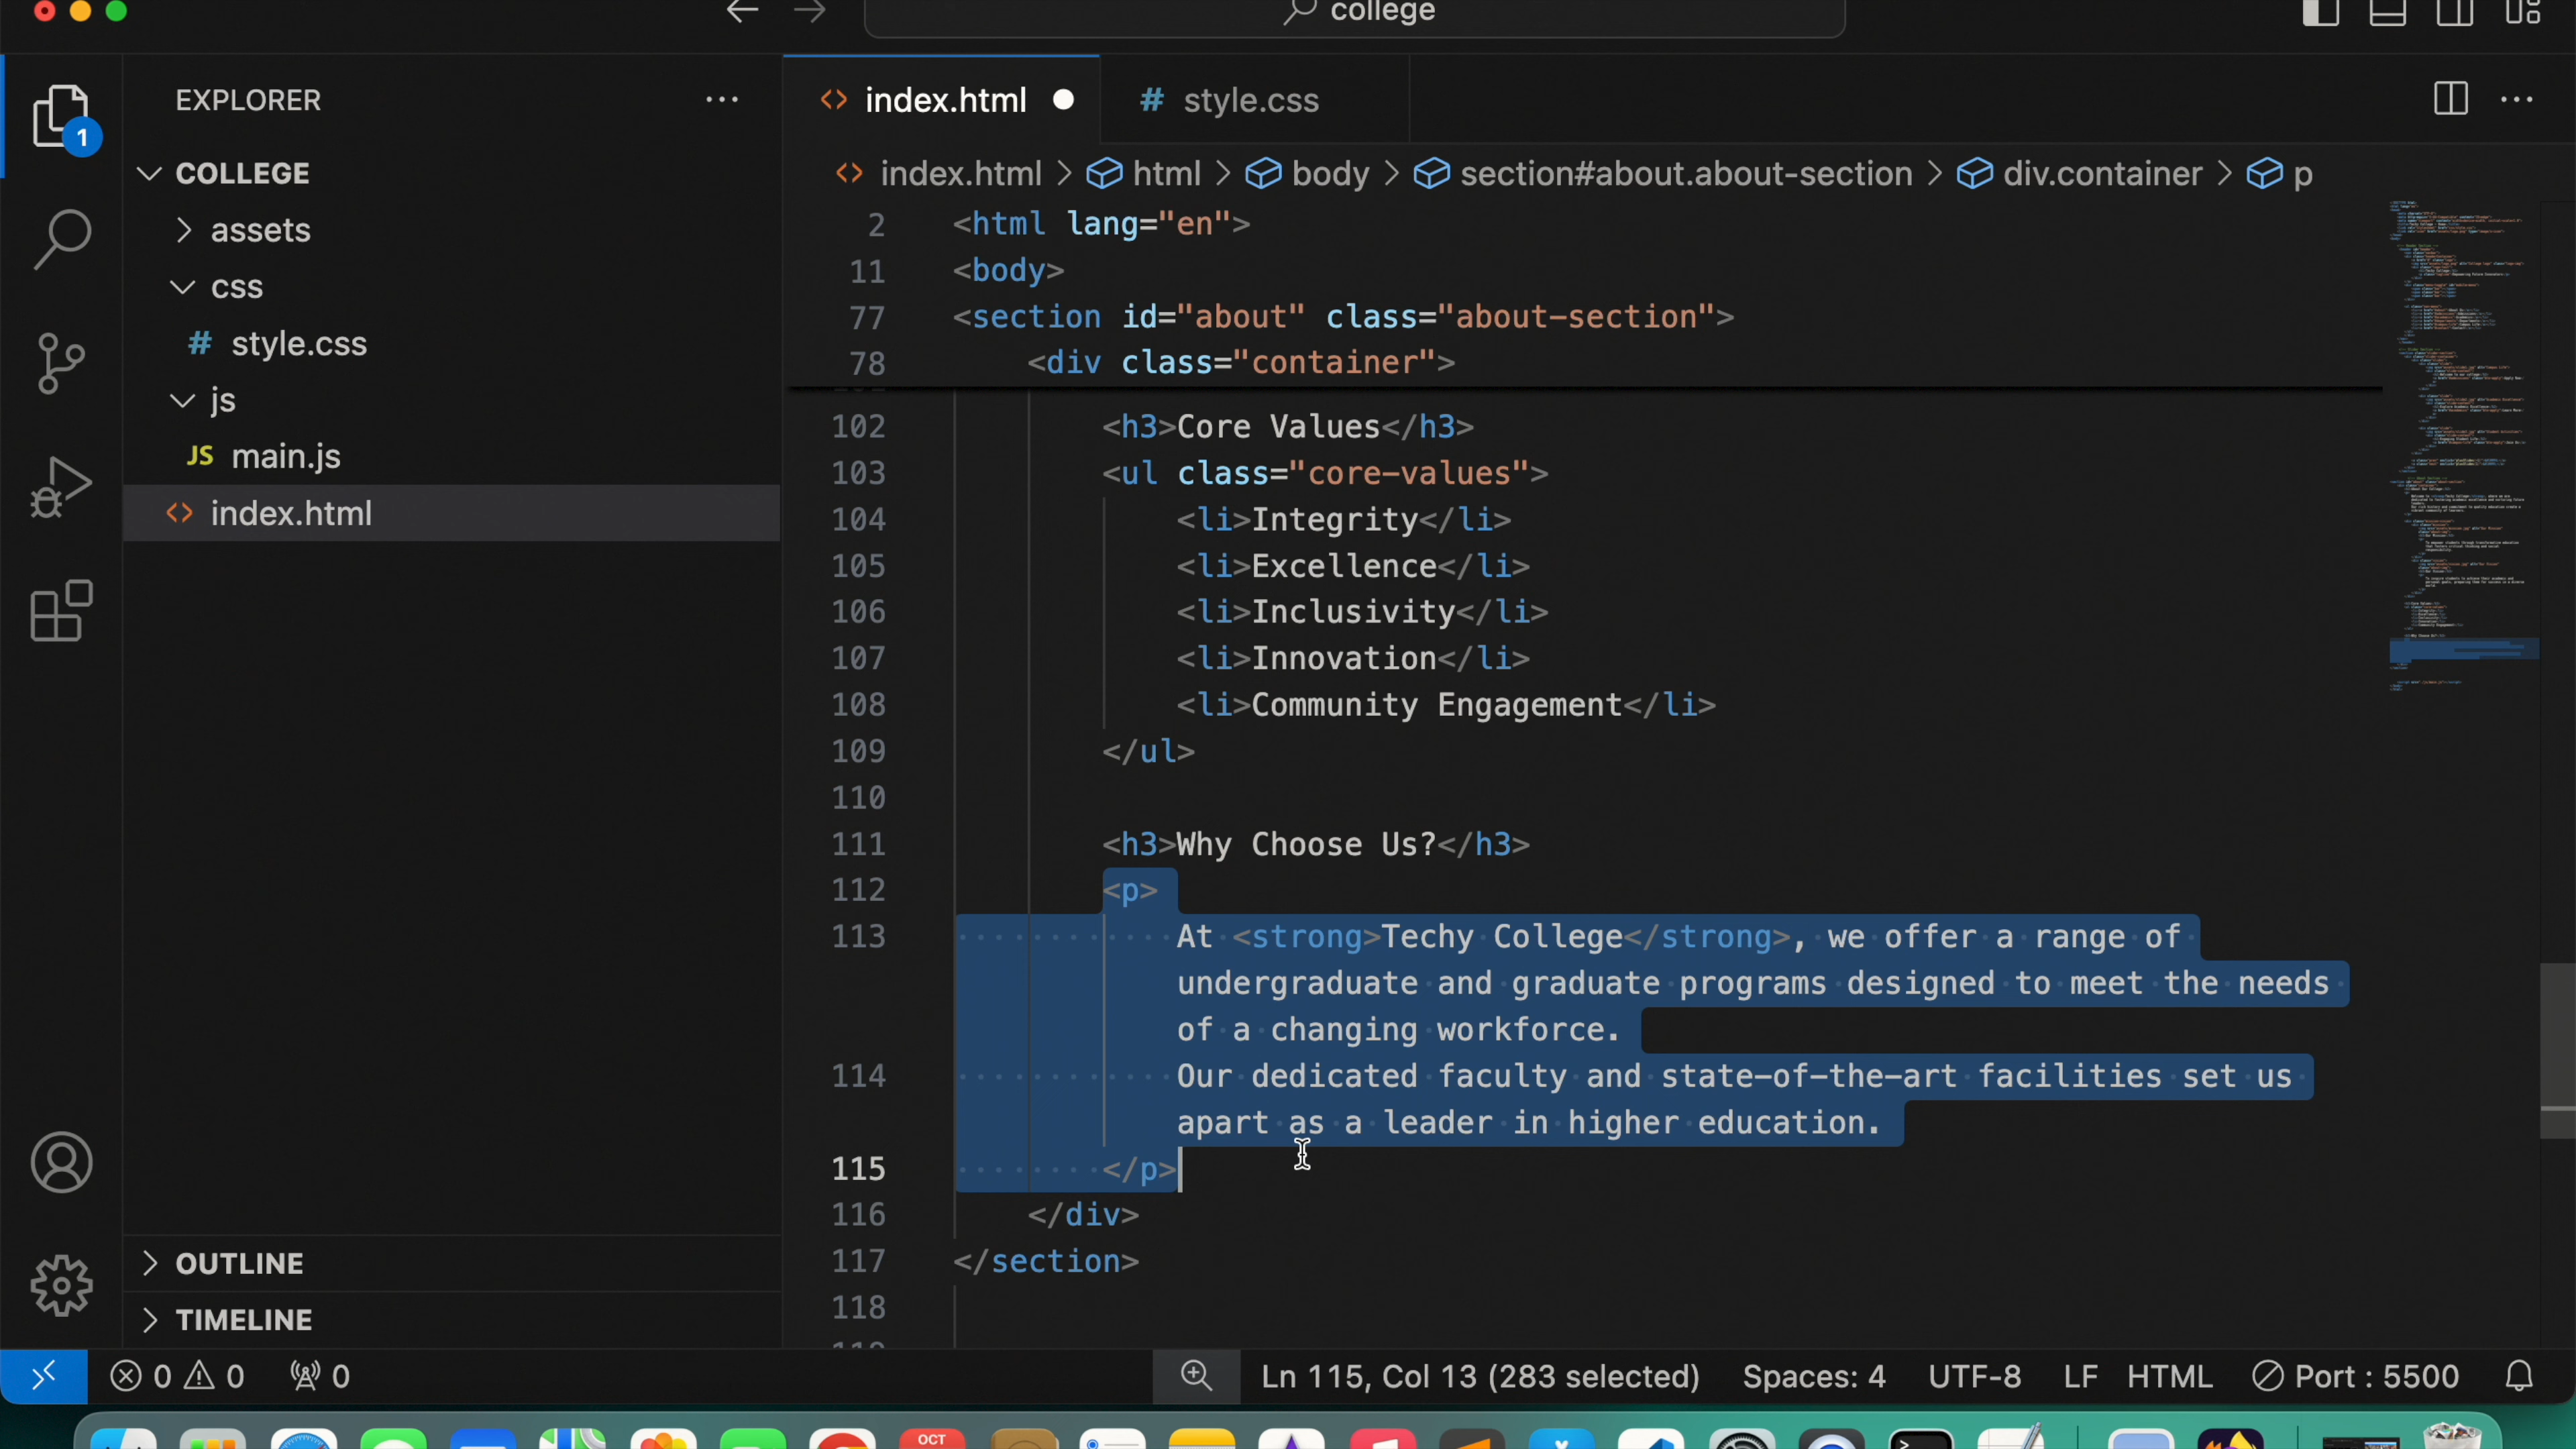 college
EXPLORER
COLLEGE
assets
css
# style.css
js
JS main.js
<> index.html
OUTLINE
TIMELINE
1
<> index.html
# style.css
<> index.html > html > body > section#about.about-section > div.container > p
2 <html lang="en">
11 <body>
77 <section id="about" class="about-section">
78 <div class="container">
102 <h3>Core Values</h3>
103 <ul class="core-values">
104 <li>Integrity</li>
105 <li>Excellence</li>
106 <li>Inclusivity</li>
107 <li>Innovation</li>
108 <li>Community Engagement</li>
109 </ul>
110
111 <h3>Why Choose Us?</h3>
112 <p>
113 At <strong>Techy College</strong>, we offer a range of
undergraduate and graduate programs designed to meet the needs
of a changing workforce.
114 Our dedicated faculty and state-of-the-art facilities set us
apart as a leader in higher education.
115 </p>
116 </div>
117 </section>
118
0 0 0 Ln 115, Col 13 (283 selected) Spaces: 4 UTF-8 LF HTML Port : 5500
OCT